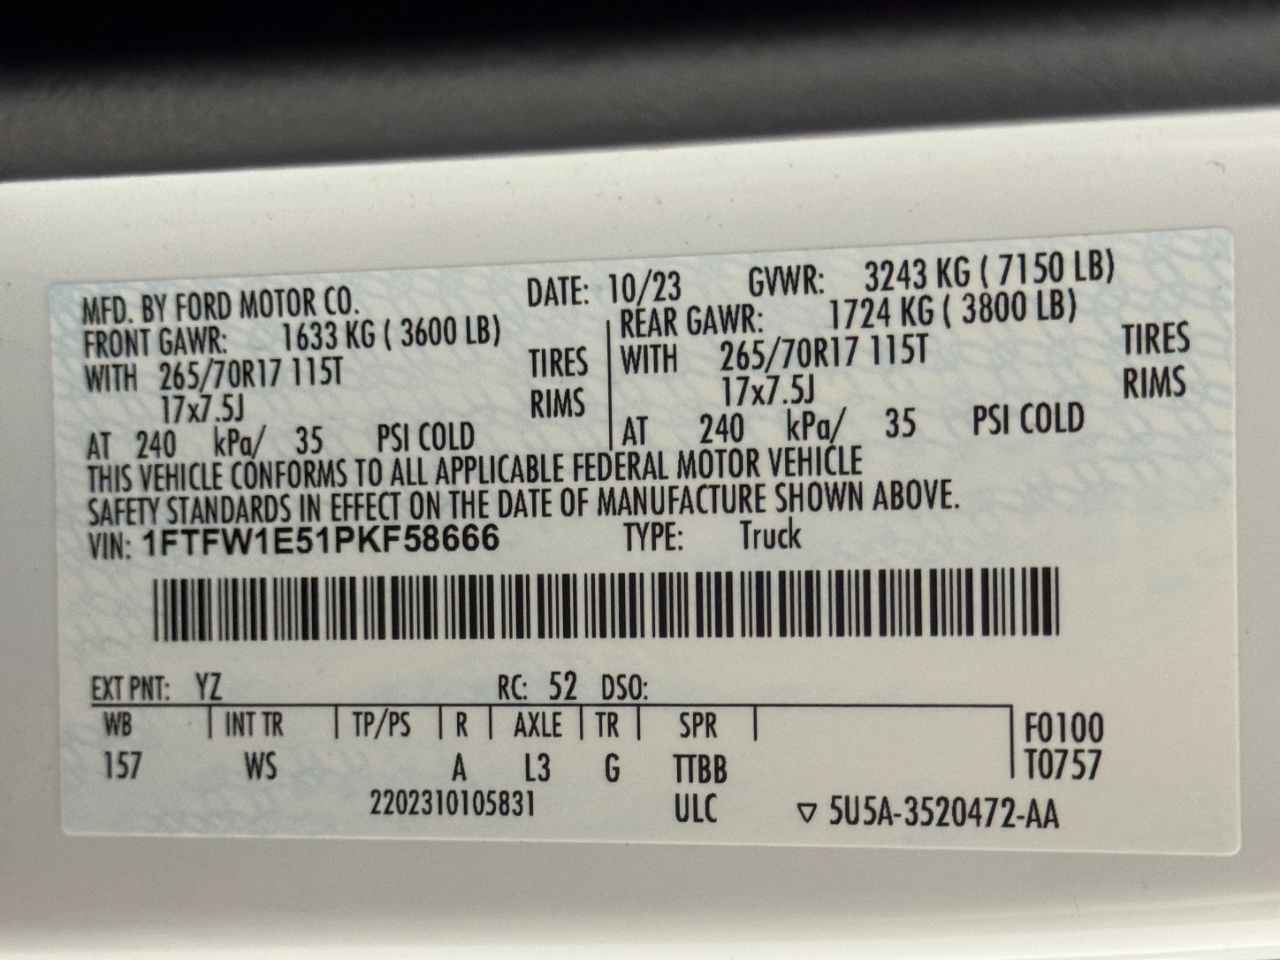 MFD. BY FORD MOTOR CO. DATE: 10/23 GVWR: 3243 KG ( 7150 LB)
FRONT GAWR: 1633 KG ( 3600 LB) REAR GAWR: 1724 KG ( 3800 LB)
WITH 265/70R17 115T TIRES WITH 265/70R17 115T TIRES
17x7.5J RIMS 17x7.5J RIMS
AT 240 kPa/ 35 PSI COLD AT 240 kPa/ 35 PSI COLD
THIS VEHICLE CONFORMS TO ALL APPLICABLE FEDERAL MOTOR VEHICLE
SAFETY STANDARDS IN EFFECT ON THE DATE OF MANUFACTURE SHOWN ABOVE.
VIN: 1FTFW1E51PKF58666 TYPE: Truck
EXT PNT: YZ RC: 52 DSO:
WB INT TR TP/PS R AXLE TR SPR F0100
157 WS A L3 G TTBB T0757
2202310105831 ULC ▽ 5U5A-3520472-AA